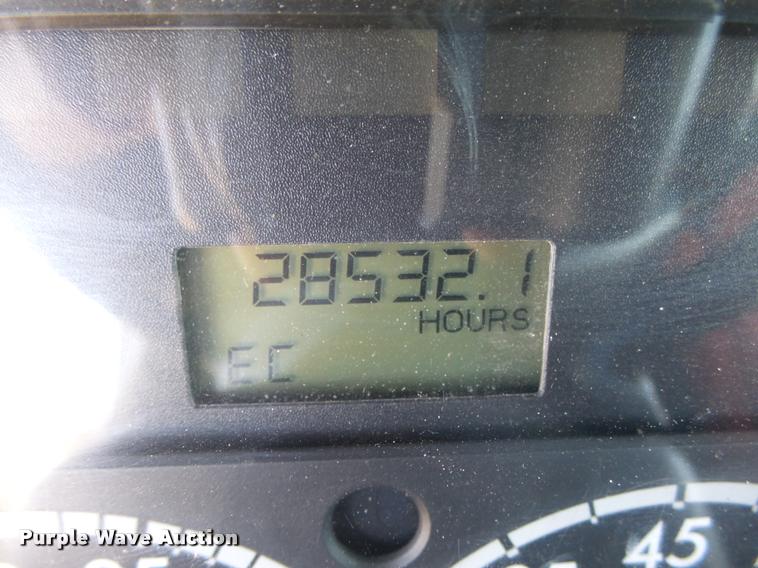 28532.1
HOURS
EC
45
Purple Wave Auction